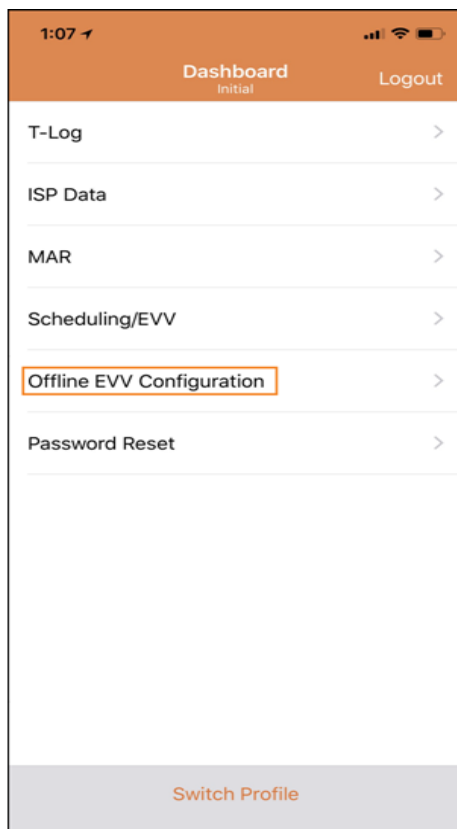 1:07
Dashboard
Initial
Logout
T-Log
ISP Data
MAR
Scheduling/EVV
Offline EVV Configuration
Password Reset
Switch Profile